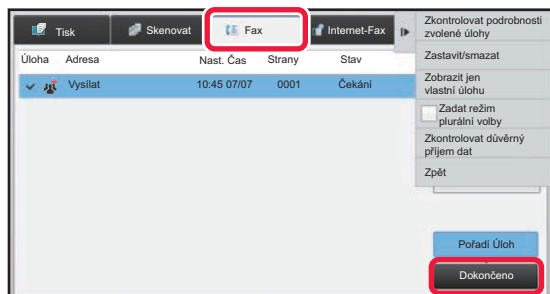 Tisk
Skenovat
Fax
Internet-Fax
Úloha Adresa Nast. Čas Strany Stav
Vysílat 10:45 07/07 0001 Čekání
Zkontrolovat podrobnosti
zvolené úlohy
Zastavit/smazat
Zobrazit jen
vlastní úlohu
Zadat režim
plurální volby
Zkontrolovat důvěrný
příjem dat
Zpět
Pořadí Úloh
Dokončeno